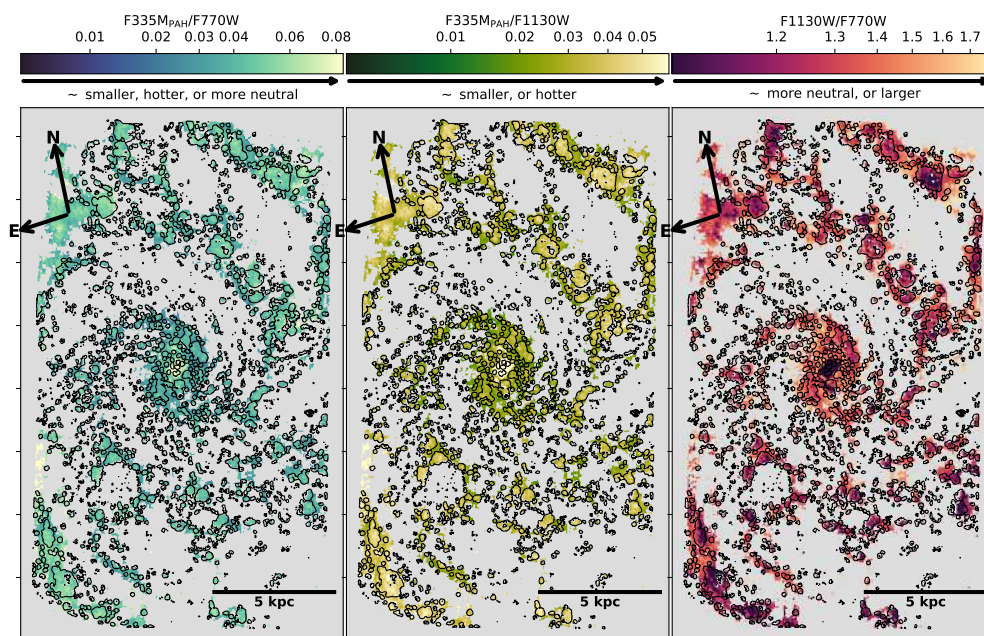 F335M_PAH/F770W
0.01 0.02 0.03 0.04 0.06 0.08
~ smaller, hotter, or more neutral
N
E
5 kpc
F335M_PAH/F1130W
0.01 0.02 0.03 0.04 0.05
~ smaller, or hotter
N
E
5 kpc
F1130W/F770W
1.2 1.3 1.4 1.5 1.6 1.7
~ more neutral, or larger
N
E
5 kpc